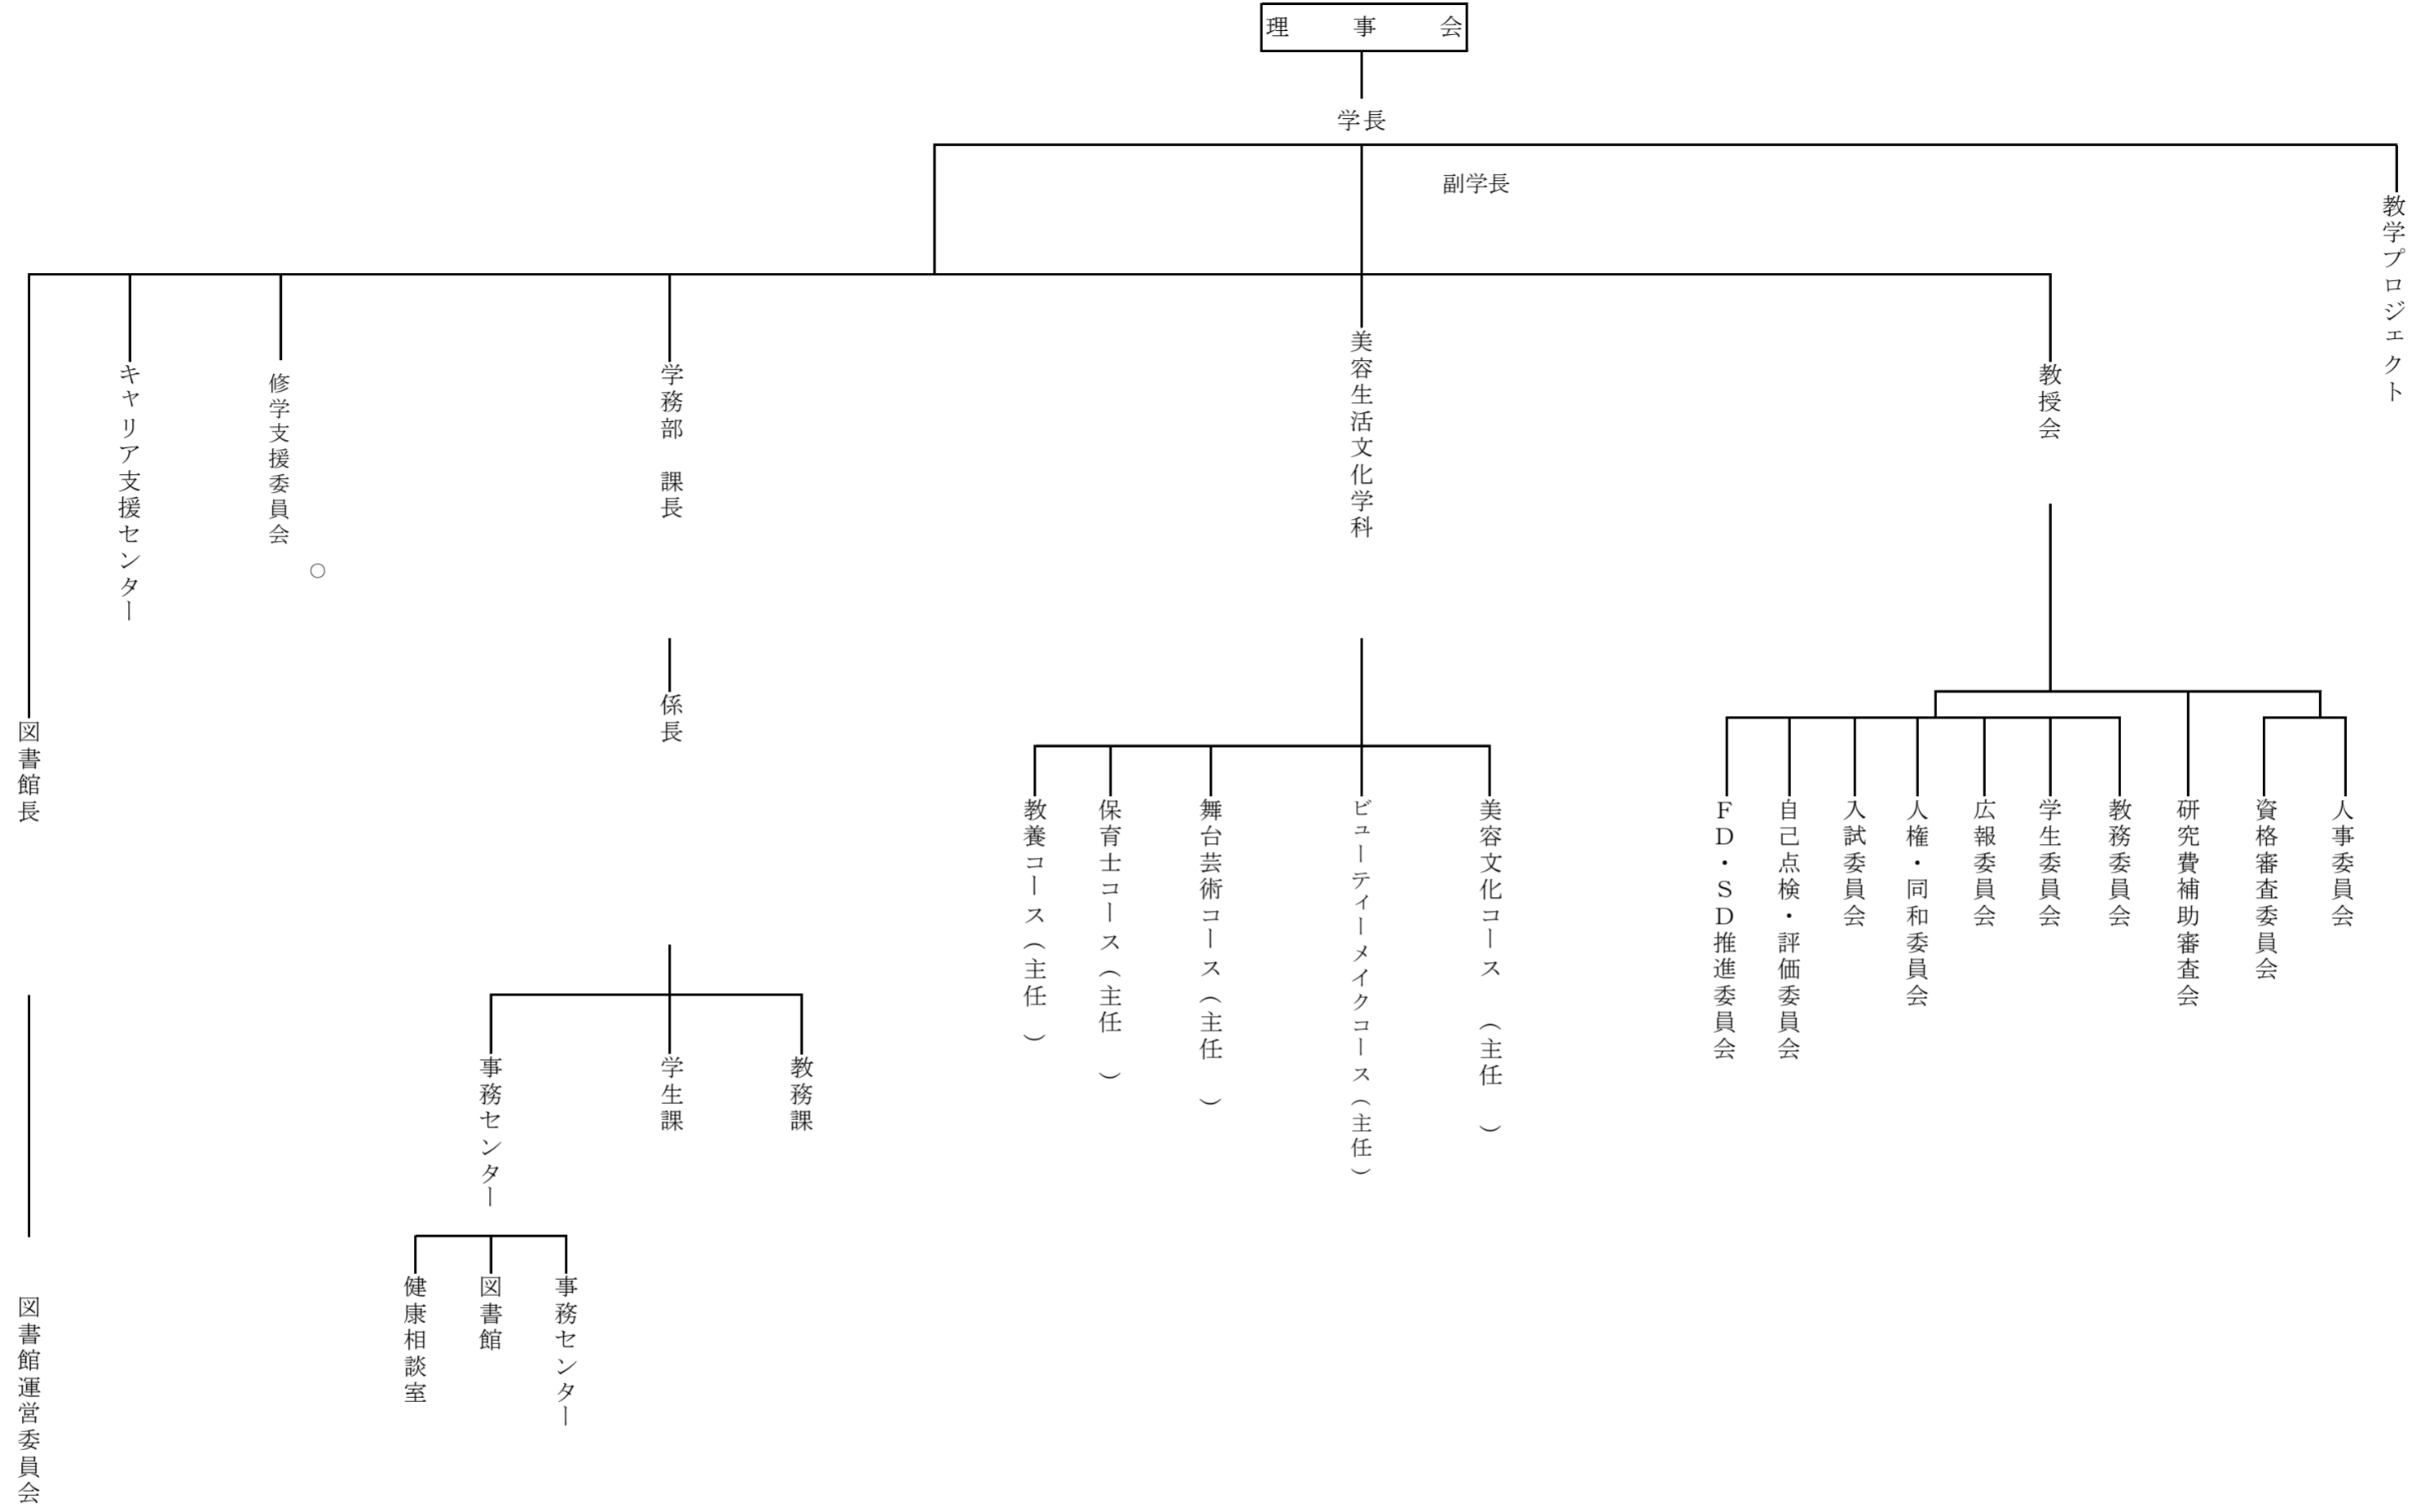 理　事　会
学長
副学長
教学プロジェクト
教授会
美容生活文化学科
学務部　課長
修学支援委員会
○
キャリア支援センター
係長
図書館長
人事委員会
資格審査委員会
研究費補助審査会
教務委員会
学生委員会
広報委員会
人権・同和委員会
入試委員会
自己点検・評価委員会
ＦＤ・ＳＤ推進委員会
美容文化コース　（主任　）
ビューティーメイクコース（主任）
舞台芸術コース（主任　）
保育士コース（主任　）
教養コース（主任　）
教務課
学生課
事務センター
事務センター
図書館
健康相談室
図書館運営委員会